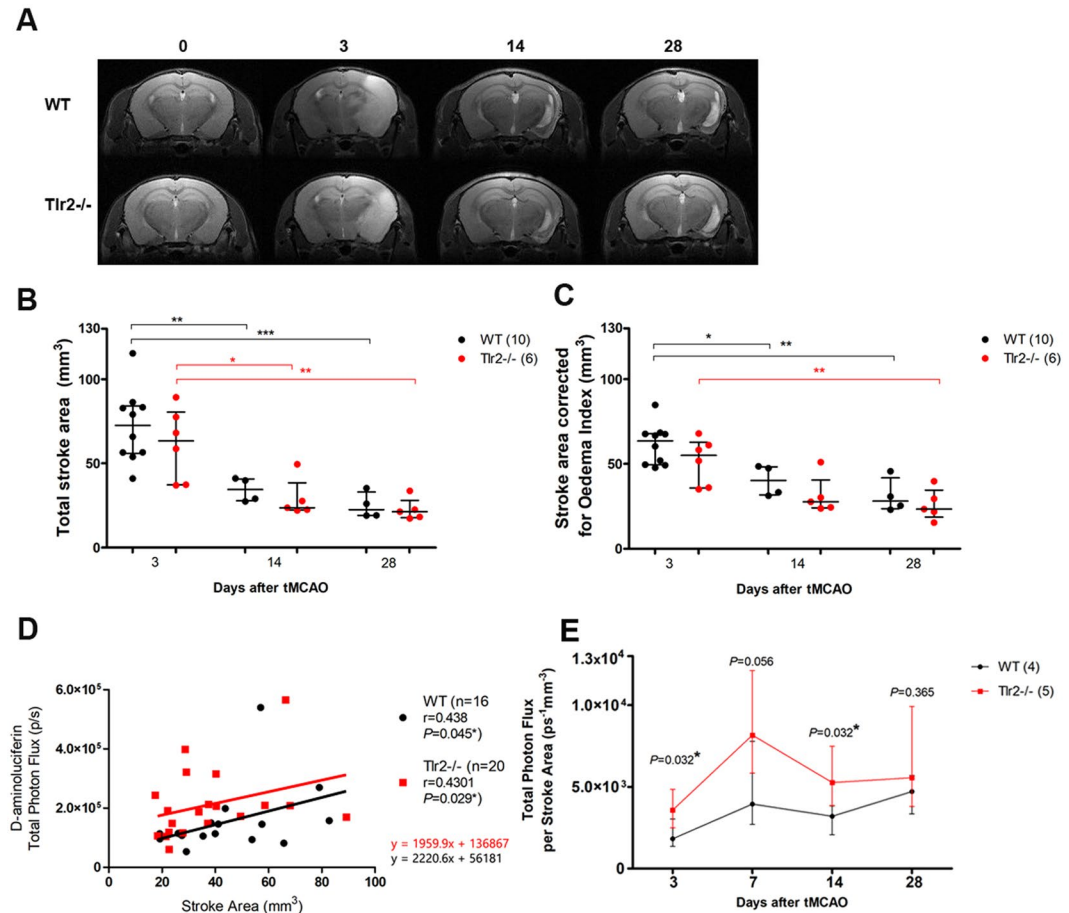 A
0 3 14 28
WT
Tlr2-/-
B
Total stroke area (mm³)
130
100
50
0
**
***
*
**
WT (10)
Tlr2-/- (6)
3 14 28
Days after tMCAO
C
Stroke area corrected
for Oedema Index (mm³)
130
100
50
0
*
**
**
WT (10)
Tlr2-/- (6)
3 14 28
Days after tMCAO
D
D-aminoluciferin
Total Photon Flux (p/s)
6.0×10⁵
4.0×10⁵
2.0×10⁵
0
0 20 40 60 80 100
Stroke Area (mm³)
WT (n=16
r=0.438
P=0.045*)
Tlr2-/- (n=20
r=0.4301
P=0.029*)
y = 1959.9x + 136867
y = 2220.6x + 56181
E
Total Photon Flux
per Stroke Area (ps⁻¹mm⁻³)
1.3×10⁴
1.0×10⁴
5.0×10³
0
P=0.032*
P=0.056
P=0.032*
P=0.365
WT (4)
Tlr2-/- (5)
3 7 14 28
Days after tMCAO